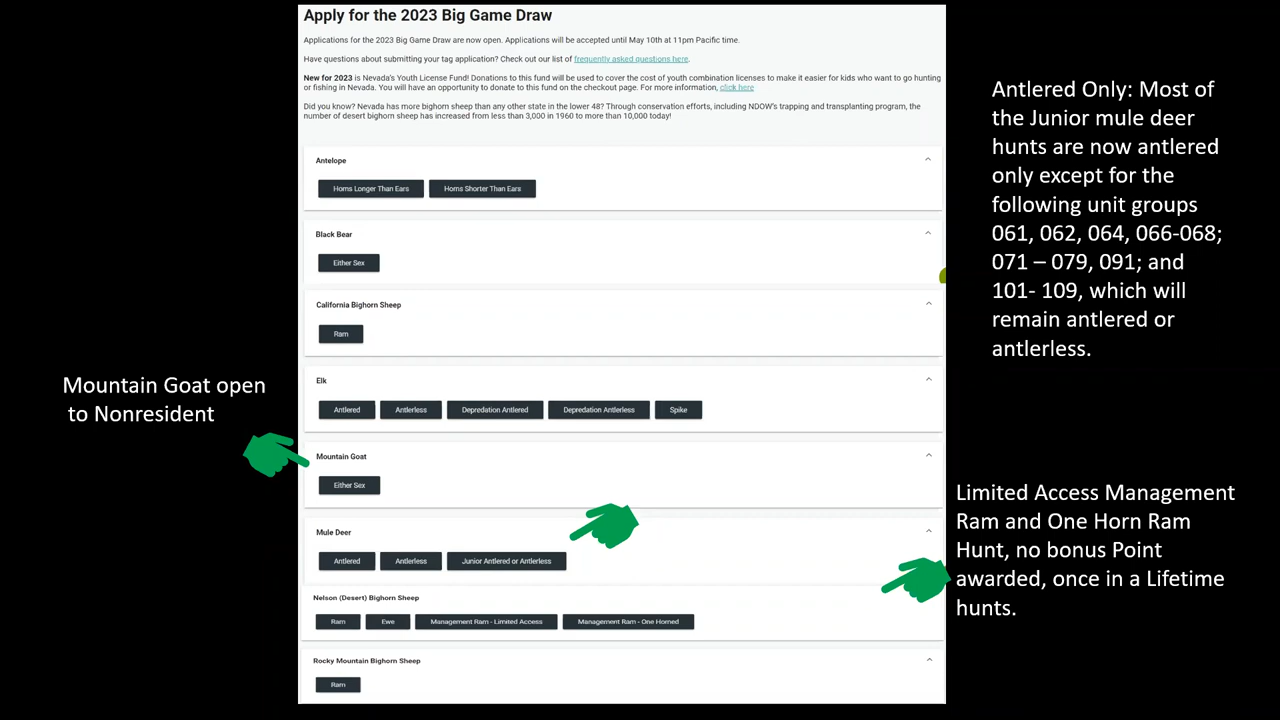 Apply for the 2023 Big Game Draw
Applications for the 2023 Big Game Draw are now open. Applications will be accepted until May 10th at 11pm Pacific time.
Have questions about submitting your tag application? Check out our list of frequently asked questions here.
New for 2023 is Nevada's Youth License Fund! Donations to this fund will be used to cover the cost of youth combination licenses to make it easier for kids who want to go hunting
or fishing in Nevada. You will have an opportunity to donate to this fund on the checkout page. For more information, click here
Did you know? Nevada has more bighorn sheep than any other state in the lower 48? Through conservation efforts, including NDOW's trapping and transplanting program, the
number of desert bighorn sheep has increased from less than 3,000 in 1960 to more than 10,000 today!
Antelope
Horns Longer Than Ears Horns Shorter Than Ears
Black Bear
Either Sex
California Bighorn Sheep
Ram
Elk
Antlered Antlerless Depredation Antlered Depredation Antlerless Spike
Mountain Goat
Either Sex
Mule Deer
Antlered Antlerless Junior Antlered or Antlerless
Nelson (Desert) Bighorn Sheep
Ram Ewe Management Ram - Limited Access Management Ram - One Horned
Rocky Mountain Bighorn Sheep
Ram
Mountain Goat open
to Nonresident
Antlered Only: Most of
the Junior mule deer
hunts are now antlered
only except for the
following unit groups
061, 062, 064, 066-068;
071 – 079, 091; and
101- 109, which will
remain antlered or
antlerless.
Limited Access Management
Ram and One Horn Ram
Hunt, no bonus Point
awarded, once in a Lifetime
hunts.